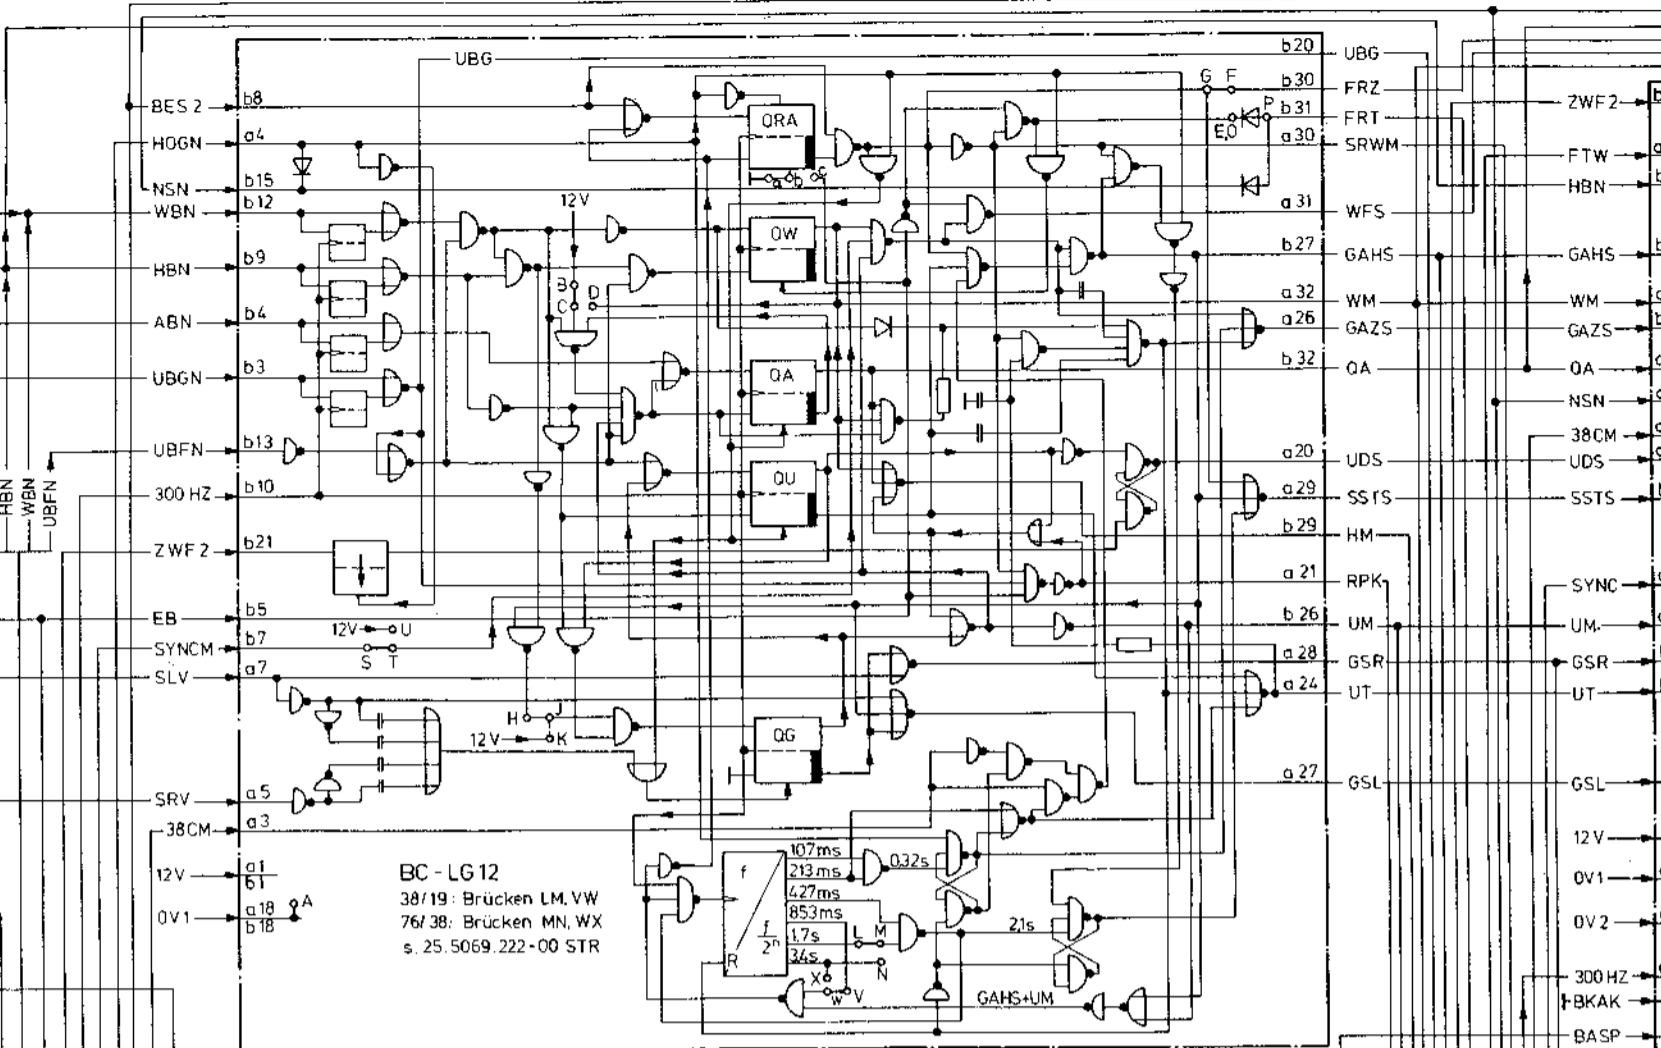 UBG
BES 2
b8
HOGN
a4
NSN
b15
WBN
b12
HBN
b9
ABN
b4
UBGN
b3
UBFN
b13
300 HZ
b10
ZWF 2
b21
EB
b5
SYNCM
b7
SLV
a7
SRV
a5
38CM
a3
12V
a1
b1
0V1
a18
b18
A
HBN
WBN
UBFN
12V
B
C
D
12V
U
S
T
H
J
12V
K
QRA
a
b
c
QW
QA
QU
QG
BC - LG 12
38/19 : Brücken LM, VW
76/38: Brücken MN, WX
s. 25.5069.222-00 STR
f
f
2ⁿ
R
107ms
213ms
427ms
853ms
1,7s
3,4s
0,32s
2,1s
L
M
N
X
W
V
GAHS+UM
G
F
P
E,O
b20
UBG
b30
FRZ
b31
FRT
a30
SRWM
a31
WFS
b27
GAHS
a32
WM
a26
GAZS
b32
QA
a20
UDS
a29
SSTS
b29
HM
a21
RPK
b26
UM
a28
GSR
a24
UT
a27
GSL
ZWF2
FTW
HBN
GAHS
WM
GAZS
QA
NSN
38CM
UDS
SSTS
SYNC
UM
GSR
UT
GSL
12V
0V1
0V2
300 HZ
BKAK
BASP